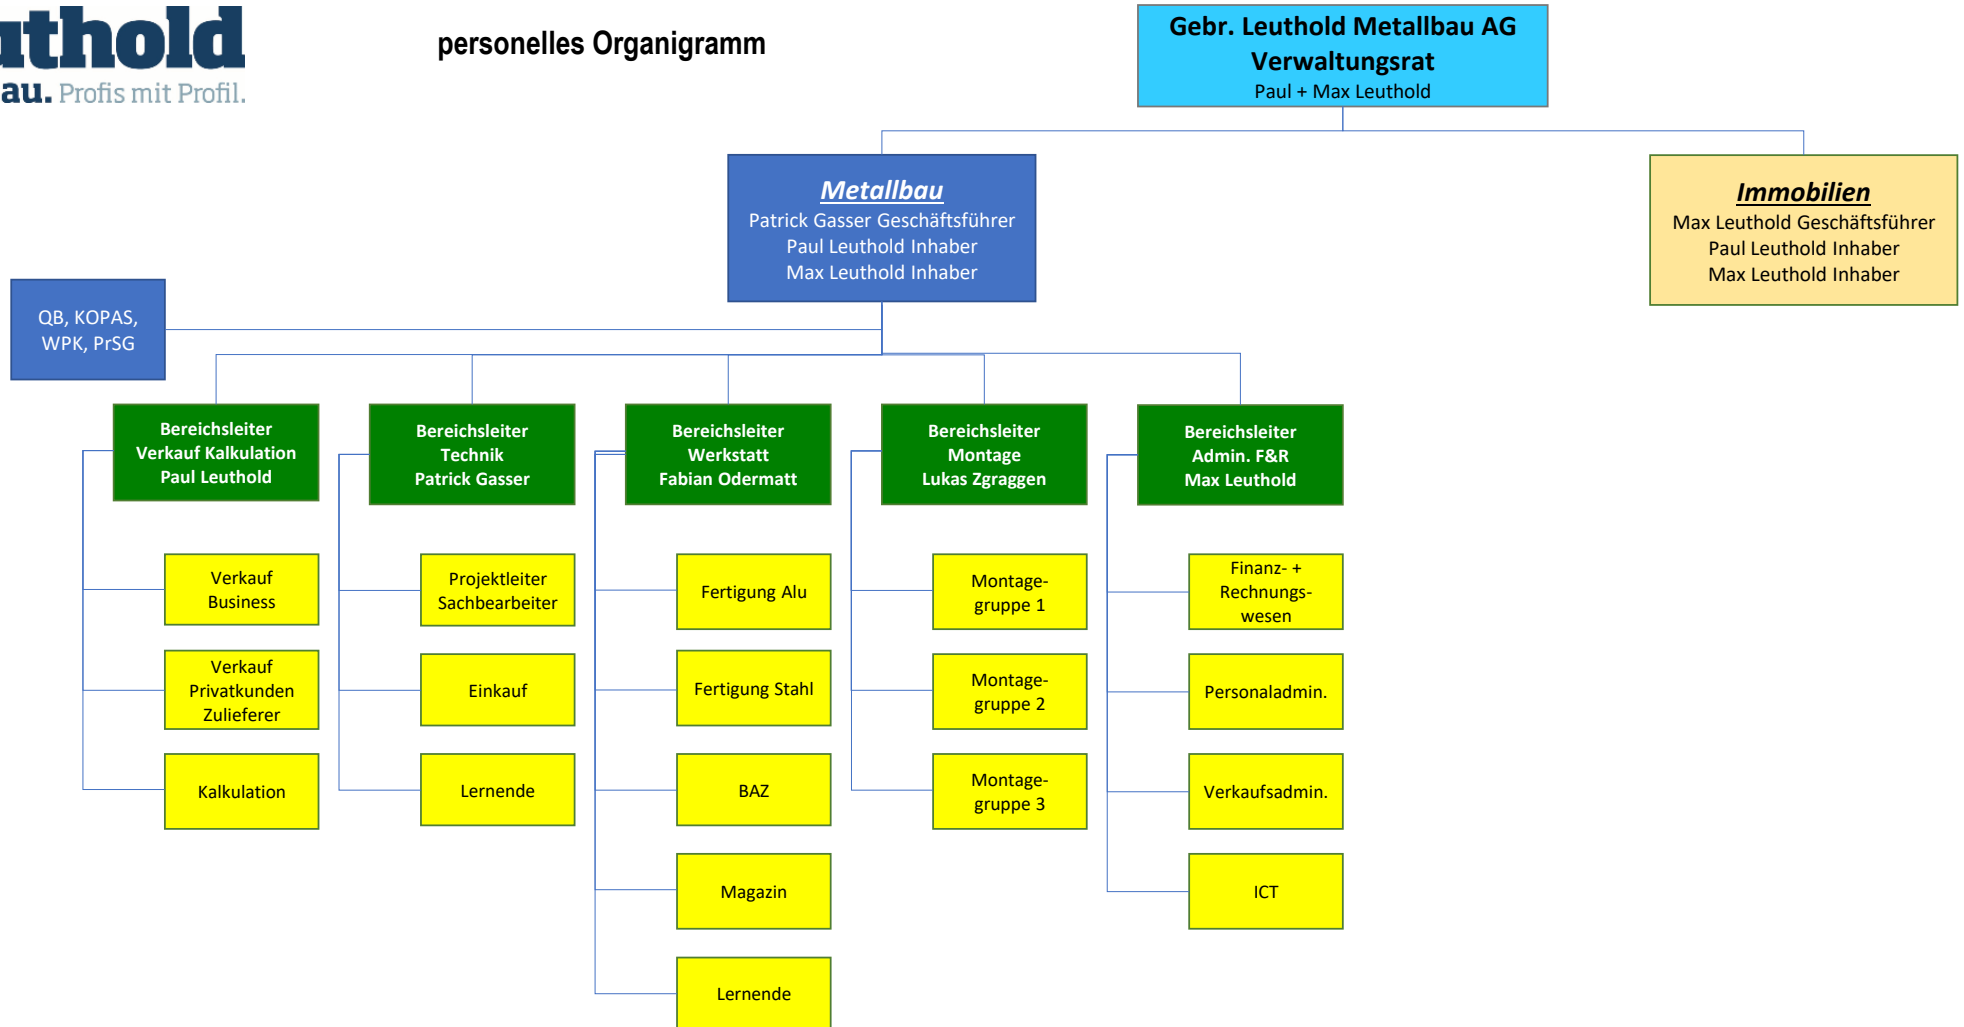 personelles Organigramm
Profis mit Profil.
Gebr. Leuthold Metallbau AG
Verwaltungsrat
Paul + Max Leuthold
Metallbau
Patrick Gasser Geschäftsführer
Paul Leuthold Inhaber
Max Leuthold Inhaber
Immobilien
Max Leuthold Geschäftsführer
Paul Leuthold Inhaber
Max Leuthold Inhaber
QB, KOPAS,
WPK, PrSG
Bereichsleiter
Verkauf Kalkulation
Paul Leuthold
Bereichsleiter
Technik
Patrick Gasser
Bereichsleiter
Werkstatt
Fabian Odermatt
Bereichsleiter
Montage
Lukas Zgraggen
Bereichsleiter
Admin. F&R
Max Leuthold
Verkauf
Business
Verkauf
Privatkunden
Zulieferer
Kalkulation
Projektleiter
Sachbearbeiter
Einkauf
Lernende
Fertigung Alu
Fertigung Stahl
BAZ
Magazin
Lernende
Montage-
gruppe 1
Montage-
gruppe 2
Montage-
gruppe 3
Finanz- +
Rechnungs-
wesen
Personaladmin.
Verkaufsadmin.
ICT